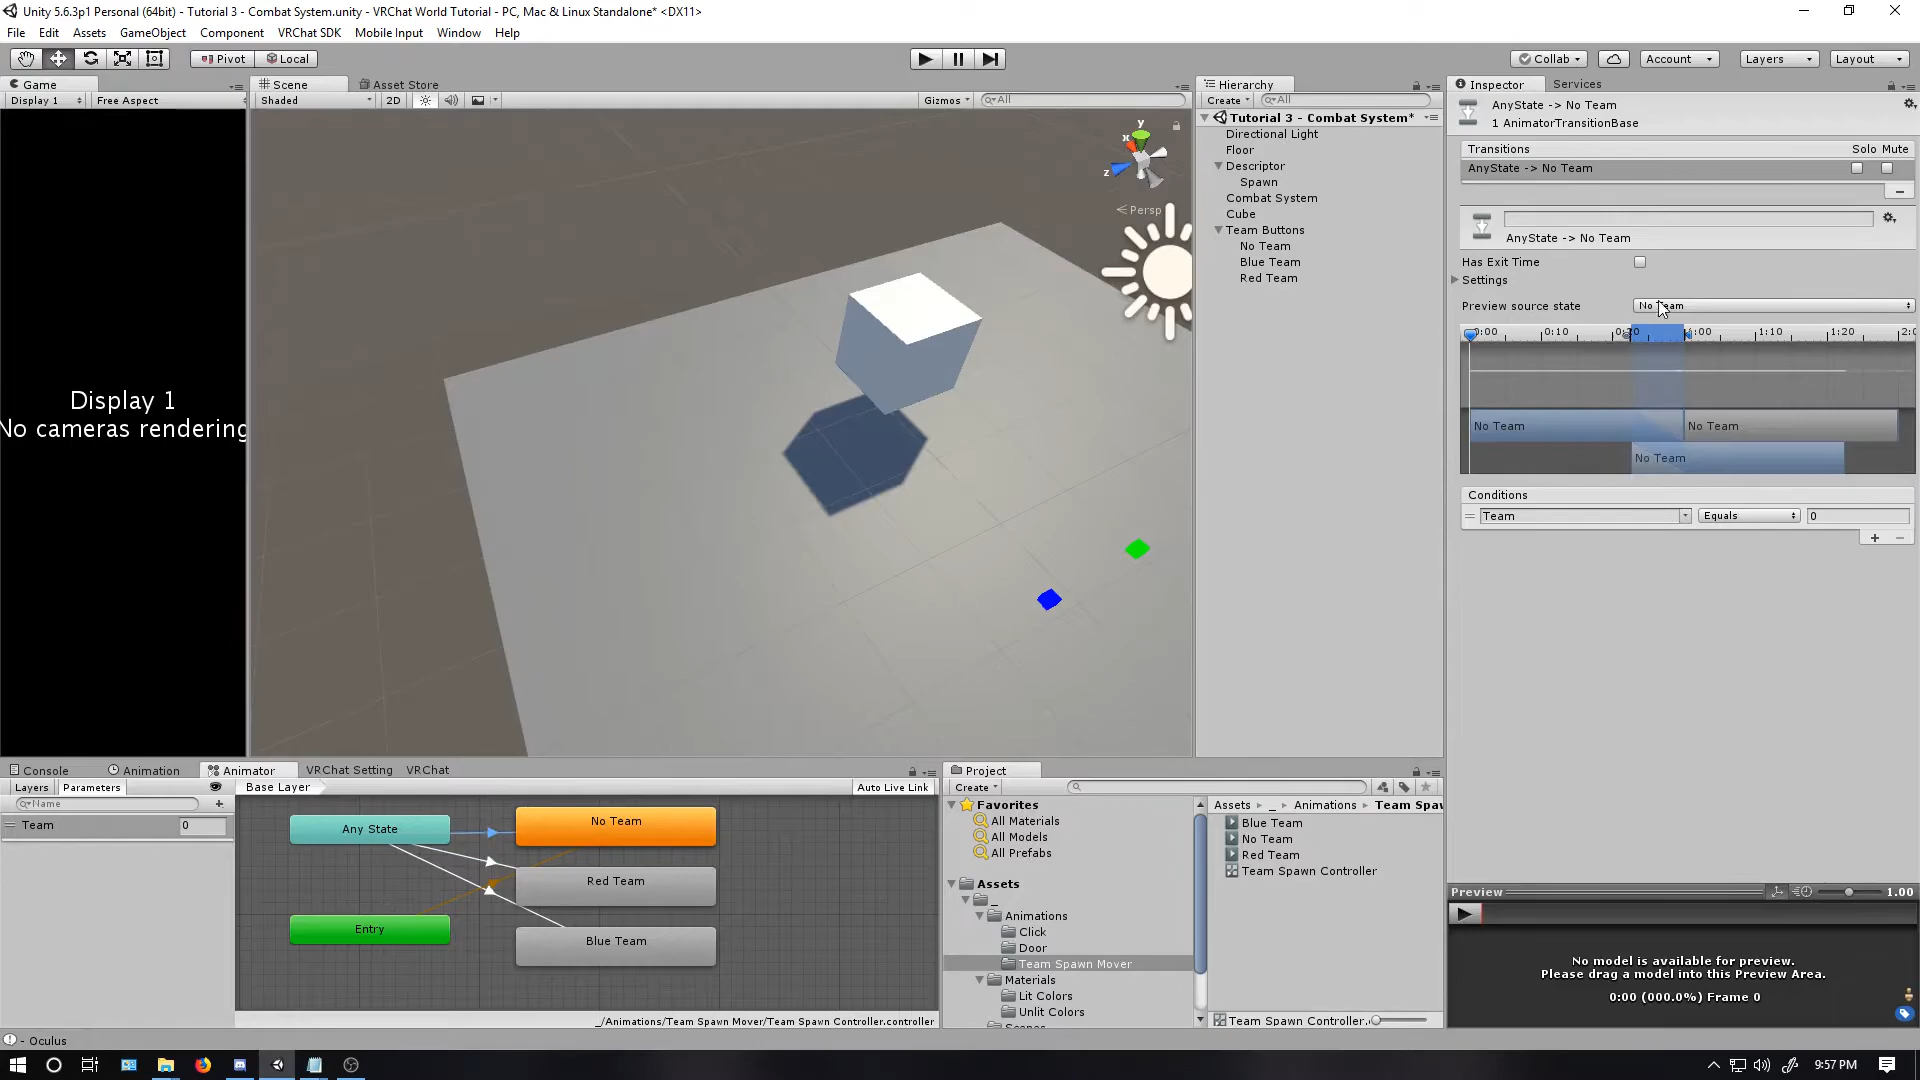 Unity 5.6.3p1 Personal (64bit) - Tutorial 3 - Combat System.unity - VRChat World Tutorial - PC, Mac & Linux Standalone* <DX11>
File Edit Assets GameObject Component VRChat SDK Mobile Input Window Help
Pivot Local
Collab Account Layers Layout
Game
Display 1 Free Aspect
Display 1
No cameras rendering
Scene Asset Store
Shaded 2D Gizmos All
y
x
z
Persp
Hierarchy
Create All
Tutorial 3 - Combat System*
Directional Light
Floor
Descriptor
Spawn
Combat System
Cube
Team Buttons
No Team
Blue Team
Red Team
Inspector Services
AnyState -> No Team
1 AnimatorTransitionBase
Transitions Solo Mute
AnyState -> No Team
AnyState -> No Team
Has Exit Time
Settings
Preview source state No Team
0:00 0:10 0:20 1:00 1:10 1:20 2:0
No Team No Team
No Team
Conditions
Team Equals 0
Console Animation Animator VRChat Setting VRChat
Layers Parameters Base Layer Auto Live Link
Name
Team 0
Any State
No Team
Red Team
Entry
Blue Team
_/Animations/Team Spawn Mover/Team Spawn Controller.controller
Project
Create
Favorites
All Materials
All Models
All Prefabs
Assets
_
Animations
Click
Door
Team Spawn Mover
Materials
Lit Colors
Unlit Colors
Scenes
Assets _ Animations Team Spaw
Blue Team
No Team
Red Team
Team Spawn Controller
Team Spawn Controller.c
Preview 1.00
No model is available for preview.
Please drag a model into this Preview Area.
0:00 (000.0%) Frame 0
- Oculus
9:57 PM